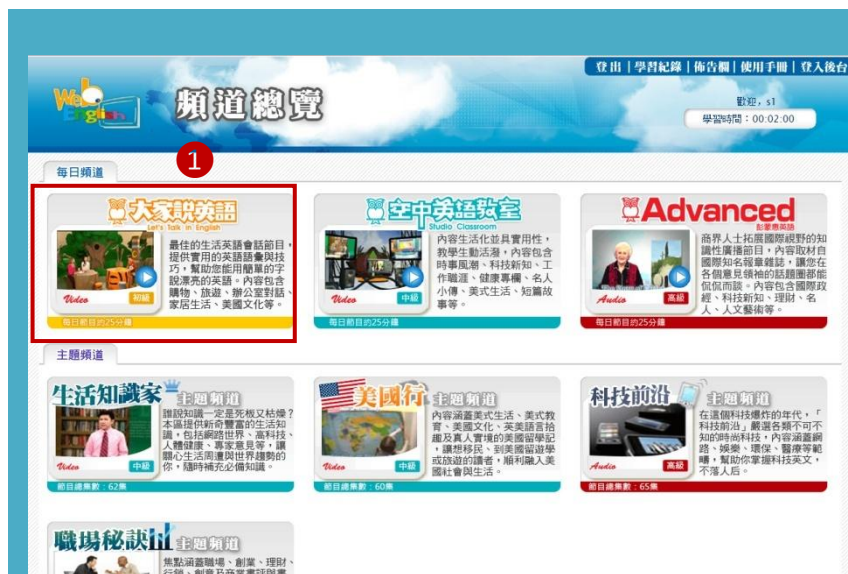 登出 | 學習紀錄 | 佈告欄 | 使用手冊 | 登入後台
Web English
頻道總覽
歡迎, s1
學習時間：00:02:00
1
每日頻道
大家說英語
Let's Talk in English
最佳的生活英語會話節目，
提供實用的英語語彙與技
巧，幫助您能用簡單的字
說漂亮的英語。內容包含
購物、旅遊、辦公室對話、
家居生活、美國文化等。
Video
初級
每日節目約25分鐘
空中英語教室
Studio Classroom
內容生活化並具實用性，
教學生動活潑，內容包含
時事風潮、科技新知、工
作職涯、健康專欄、名人
小傳、美式生活、短篇故
事等。
Video
中級
每日節目約25分鐘
Advanced
彭蒙惠英語
商界人士拓展國際視野的知
識性廣播節目，內容取材自
國際知名報章雜誌，讓您在
各個意見領袖的話題圈都能
侃侃而談。內容包含國際政
經、科技新知、理財、名
人、人文藝術等。
Audio
高級
每日節目約25分鐘
主題頻道
生活知識家
主題頻道
誰說知識一定是死板又枯燥？
本區提供新奇豐富的生活知
識，包括網路世界、高科技、
人體健康、專家意見等，讓
關心生活周遭與世界趨勢的
你，隨時補充必備知識。
Video
中級
節目總集數：62集
美國行
主題頻道
內容涵蓋美式生活、美式教
育、美國文化、英美語言拾
趣及真人實境的美國留學記
，讓想移民、到美國留遊學
或旅遊的讀者，順利融入美
國社會與生活。
Video
中級
節目總集數：60集
科技前沿
主題頻道
在這個科技爆炸的年代，「
科技前沿」嚴選各類不可不
知的時尚科技，內容涵蓋網
路、娛樂、環保、醫療等範
疇，幫助你掌握科技英文，
不落人后。
Audio
高級
節目總集數：65集
職場秘訣
主題頻道
焦點涵蓋職場、創業、理財、